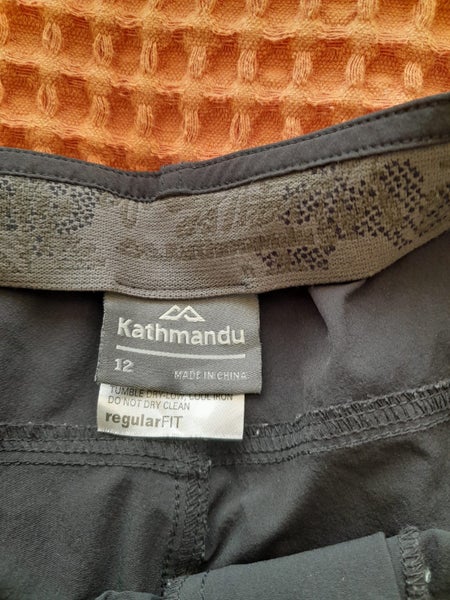 Kathmandu
12
MADE IN CHINA
TUMBLE DRY LOW, COOL IRON
DO NOT DRY CLEAN
regularFIT